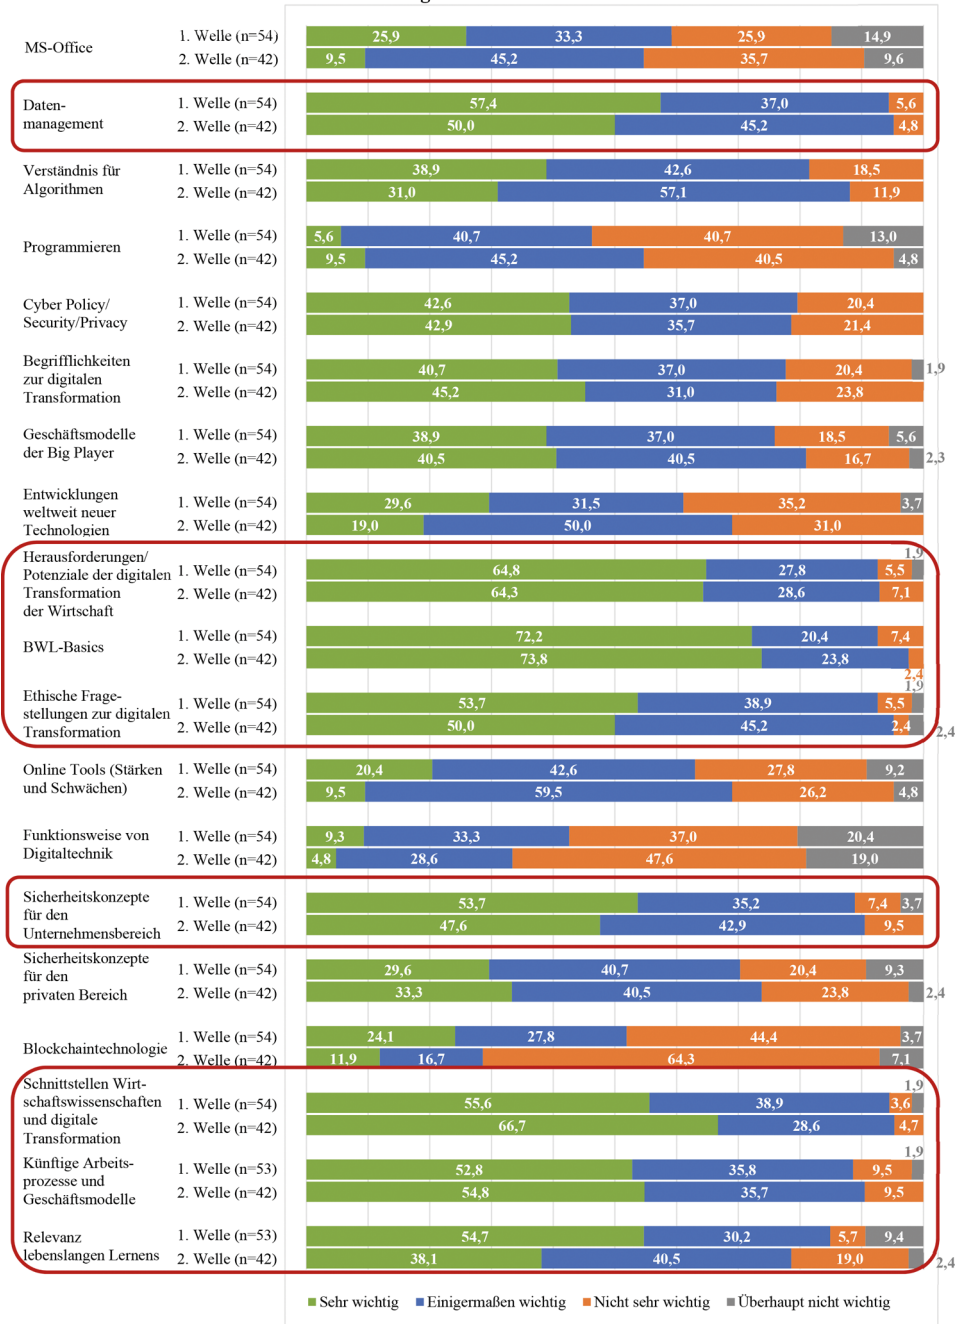 MS-Office
1. Welle (n=54) 25,9 33,3 25,9 14,9
2. Welle (n=42) 9,5 45,2 35,7 9,6
Daten-
management
1. Welle (n=54) 57,4 37,0 5,6
2. Welle (n=42) 50,0 45,2 4,8
Verständnis für
Algorithmen
1. Welle (n=54) 38,9 42,6 18,5
2. Welle (n=42) 31,0 57,1 11,9
Programmieren
1. Welle (n=54) 5,6 40,7 40,7 13,0
2. Welle (n=42) 9,5 45,2 40,5 4,8
Cyber Policy/
Security/Privacy
1. Welle (n=54) 42,6 37,0 20,4
2. Welle (n=42) 42,9 35,7 21,4
Begrifflichkeiten
zur digitalen
Transformation
1. Welle (n=54) 40,7 37,0 20,4 1,9
2. Welle (n=42) 45,2 31,0 23,8
Geschäftsmodelle
der Big Player
1. Welle (n=54) 38,9 37,0 18,5 5,6
2. Welle (n=42) 40,5 40,5 16,7 2,3
Entwicklungen
weltweit neuer
Technologien
1. Welle (n=54) 29,6 31,5 35,2 3,7
2. Welle (n=42) 19,0 50,0 31,0
Herausforderungen/
Potenziale der digitalen
Transformation
der Wirtschaft
1. Welle (n=54) 64,8 27,8 5,5 1,9
2. Welle (n=42) 64,3 28,6 7,1
BWL-Basics
1. Welle (n=54) 72,2 20,4 7,4
2. Welle (n=42) 73,8 23,8 2,4
Ethische Frage-
stellungen zur digitalen
Transformation
1. Welle (n=54) 53,7 38,9 5,5 1,9
2. Welle (n=42) 50,0 45,2 2,4 2,4
Online Tools (Stärken
und Schwächen)
1. Welle (n=54) 20,4 42,6 27,8 9,2
2. Welle (n=42) 9,5 59,5 26,2 4,8
Funktionsweise von
Digitaltechnik
1. Welle (n=54) 9,3 33,3 37,0 20,4
2. Welle (n=42) 4,8 28,6 47,6 19,0
Sicherheitskonzepte
für den
Unternehmensbereich
1. Welle (n=54) 53,7 35,2 7,4 3,7
2. Welle (n=42) 47,6 42,9 9,5
Sicherheitskonzepte
für den
privaten Bereich
1. Welle (n=54) 29,6 40,7 20,4 9,3
2. Welle (n=42) 33,3 40,5 23,8 2,4
Blockchaintechnologie
1. Welle (n=54) 24,1 27,8 44,4 3,7
2. Welle (n=42) 11,9 16,7 64,3 7,1
Schnittstellen Wirt-
schaftswissenschaften
und digitale
Transformation
1. Welle (n=54) 55,6 38,9 3,6 1,9
2. Welle (n=42) 66,7 28,6 4,7
Künftige Arbeits-
prozesse und
Geschäftsmodelle
1. Welle (n=53) 52,8 35,8 9,5 1,9
2. Welle (n=42) 54,8 35,7 9,5
Relevanz
lebenslangen Lernens
1. Welle (n=53) 54,7 30,2 5,7 9,4
2. Welle (n=42) 38,1 40,5 19,0 2,4
Sehr wichtig Einigermaßen wichtig Nicht sehr wichtig Überhaupt nicht wichtig